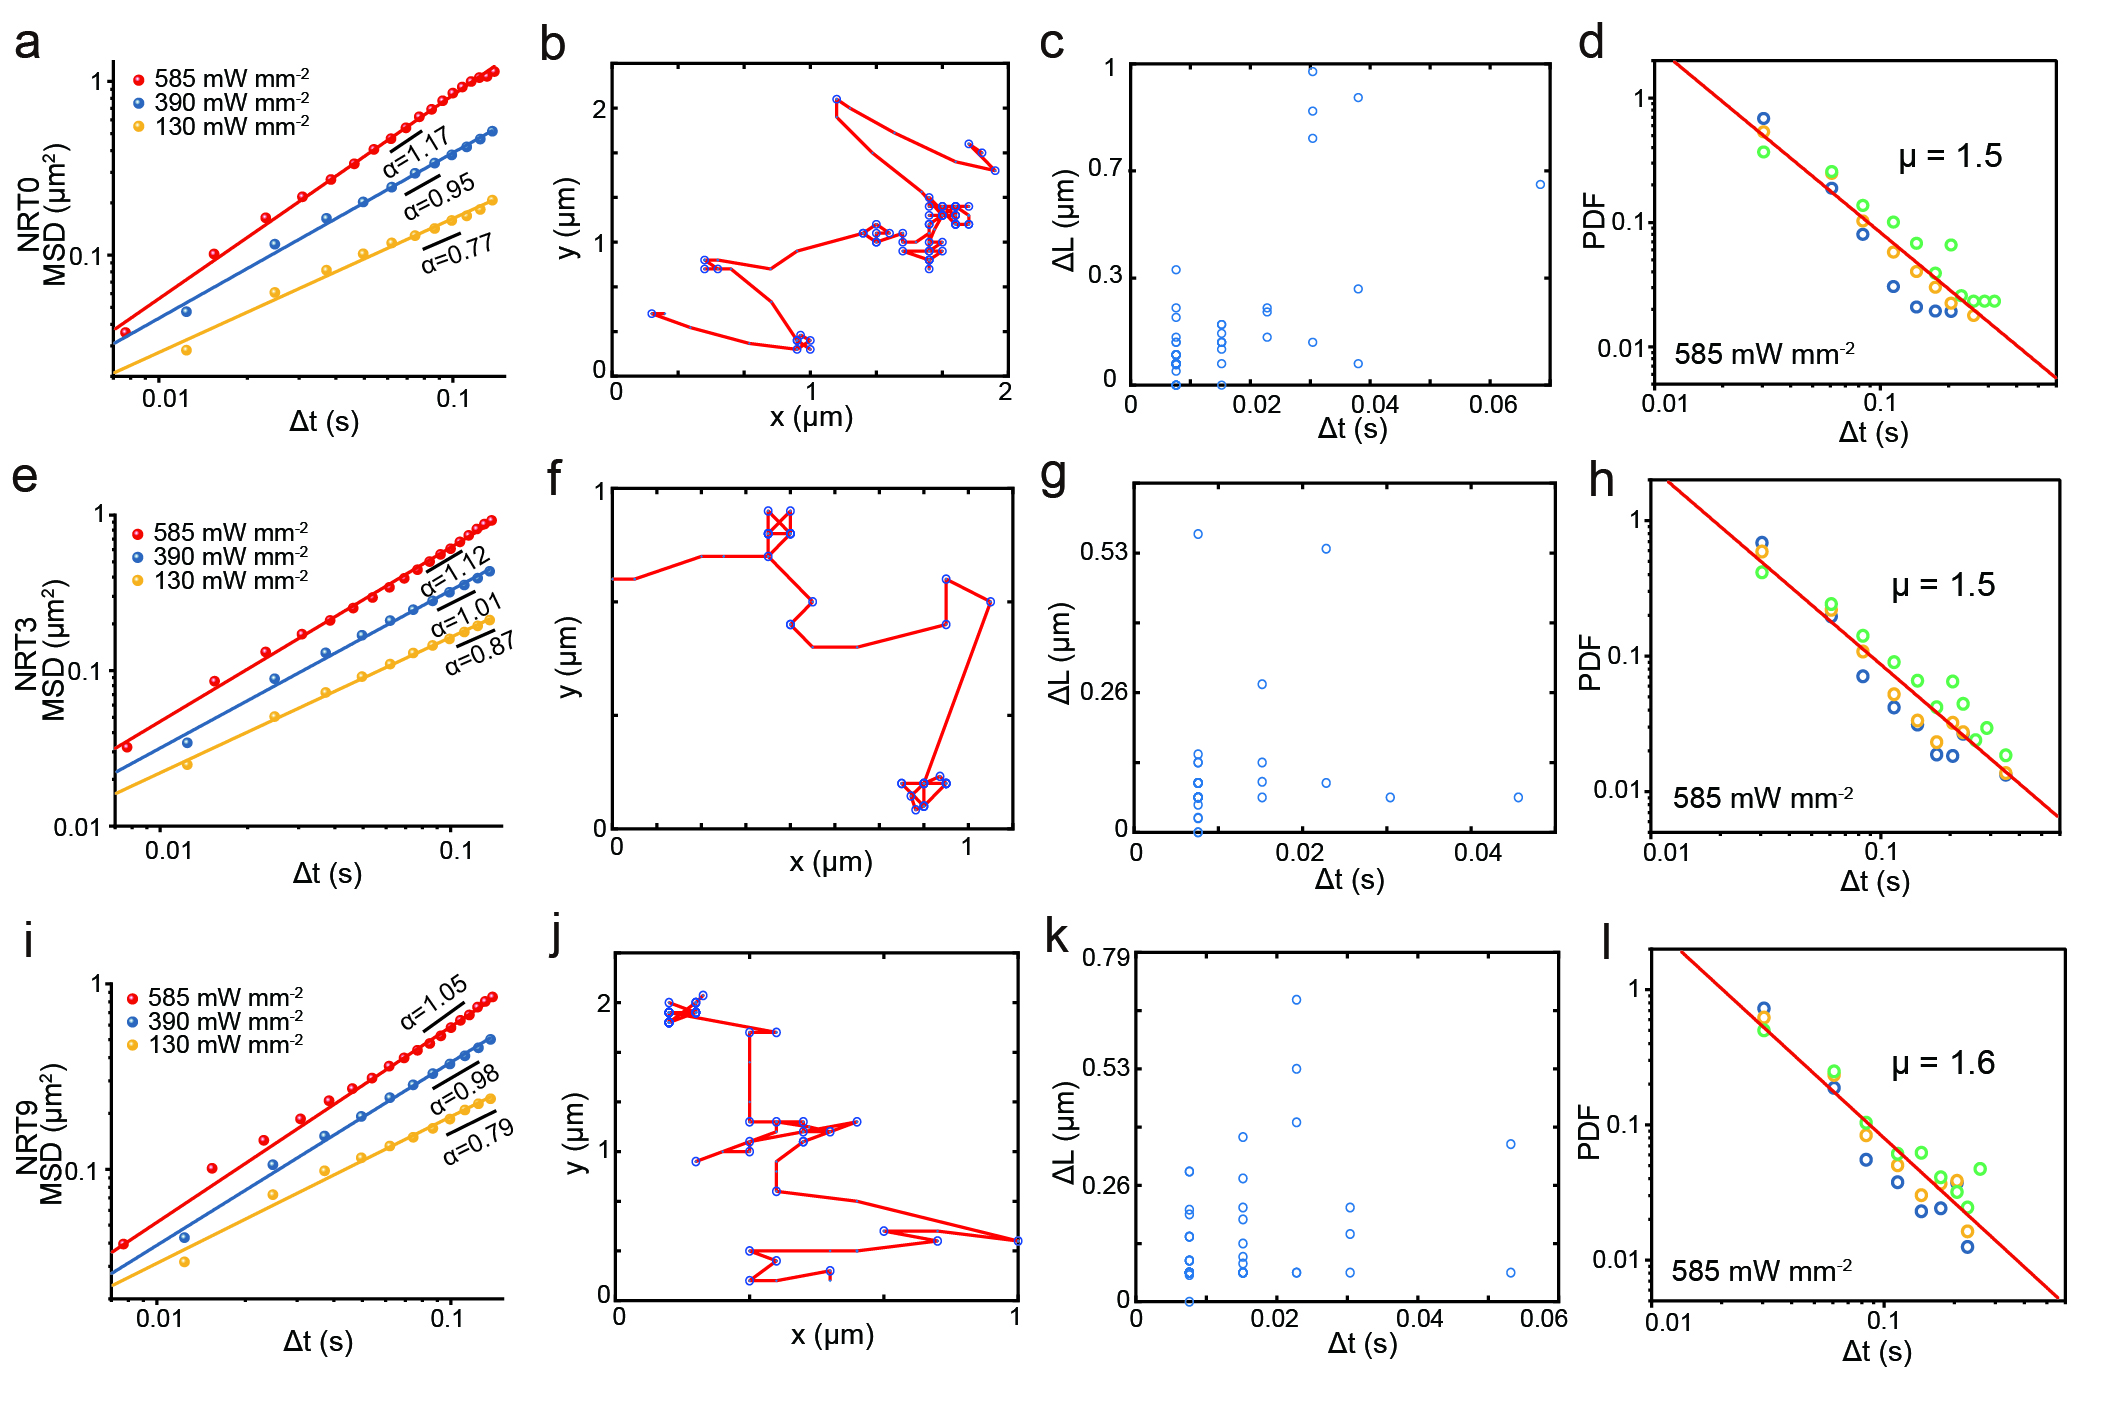 a
585 mW mm-2
390 mW mm-2
130 mW mm-2
α=1.17
α=0.95
α=0.77
1
0.1
0.01
0.1
NRT0
MSD (μm2)
Δt (s)
b
2
1
0
0
1
2
y (μm)
x (μm)
c
1
0.7
0.3
0
0
0.02
0.04
0.06
ΔL (μm)
Δt (s)
d
1
0.1
0.01
0.01
0.1
μ = 1.5
585 mW mm-2
PDF
Δt (s)
e
585 mW mm-2
390 mW mm-2
130 mW mm-2
α=1.12
α=1.01
α=0.87
1
0.1
0.01
0.01
0.1
NRT3
MSD (μm2)
Δt (s)
f
1
0
0
1
y (μm)
x (μm)
g
0.53
0.26
0
0
0.02
0.04
ΔL (μm)
Δt (s)
h
1
0.1
0.01
0.01
0.1
μ = 1.5
585 mW mm-2
PDF
Δt (s)
i
585 mW mm-2
390 mW mm-2
130 mW mm-2
α=1.05
α=0.98
α=0.79
1
0.1
0.01
0.1
NRT9
MSD (μm2)
Δt (s)
j
2
1
0
0
1
y (μm)
x (μm)
k
0.79
0.53
0.26
0
0
0.02
0.04
0.06
ΔL (μm)
Δt (s)
l
1
0.1
0.01
0.01
0.1
μ = 1.6
585 mW mm-2
PDF
Δt (s)